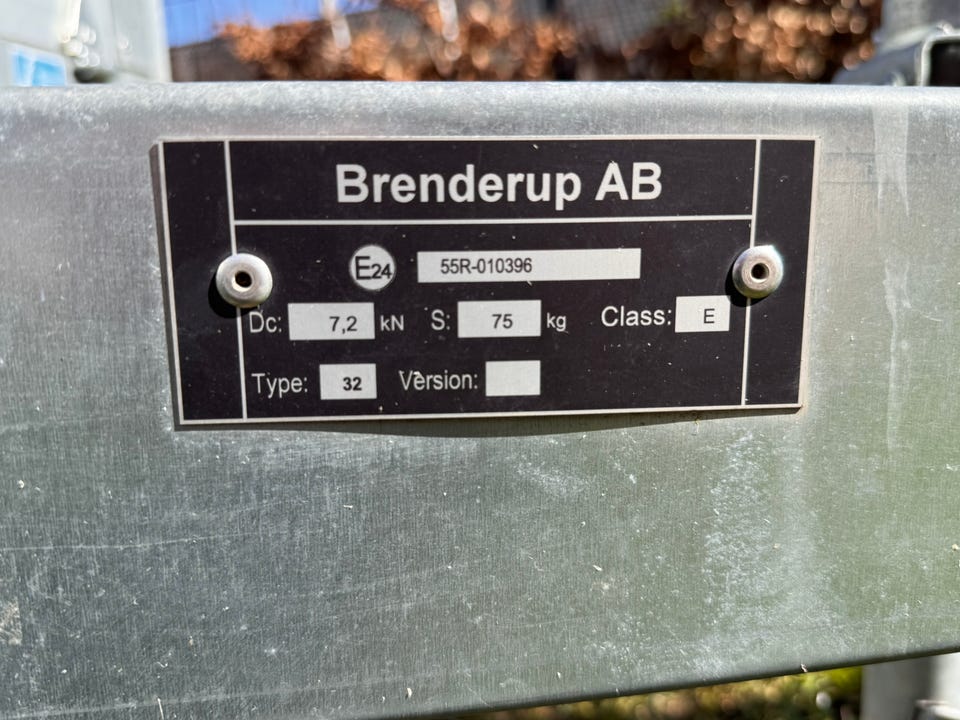 Brenderup AB
E24 55R-010396
Dc: 7,2 kN S: 75 kg Class: E
Type: 32 Version: